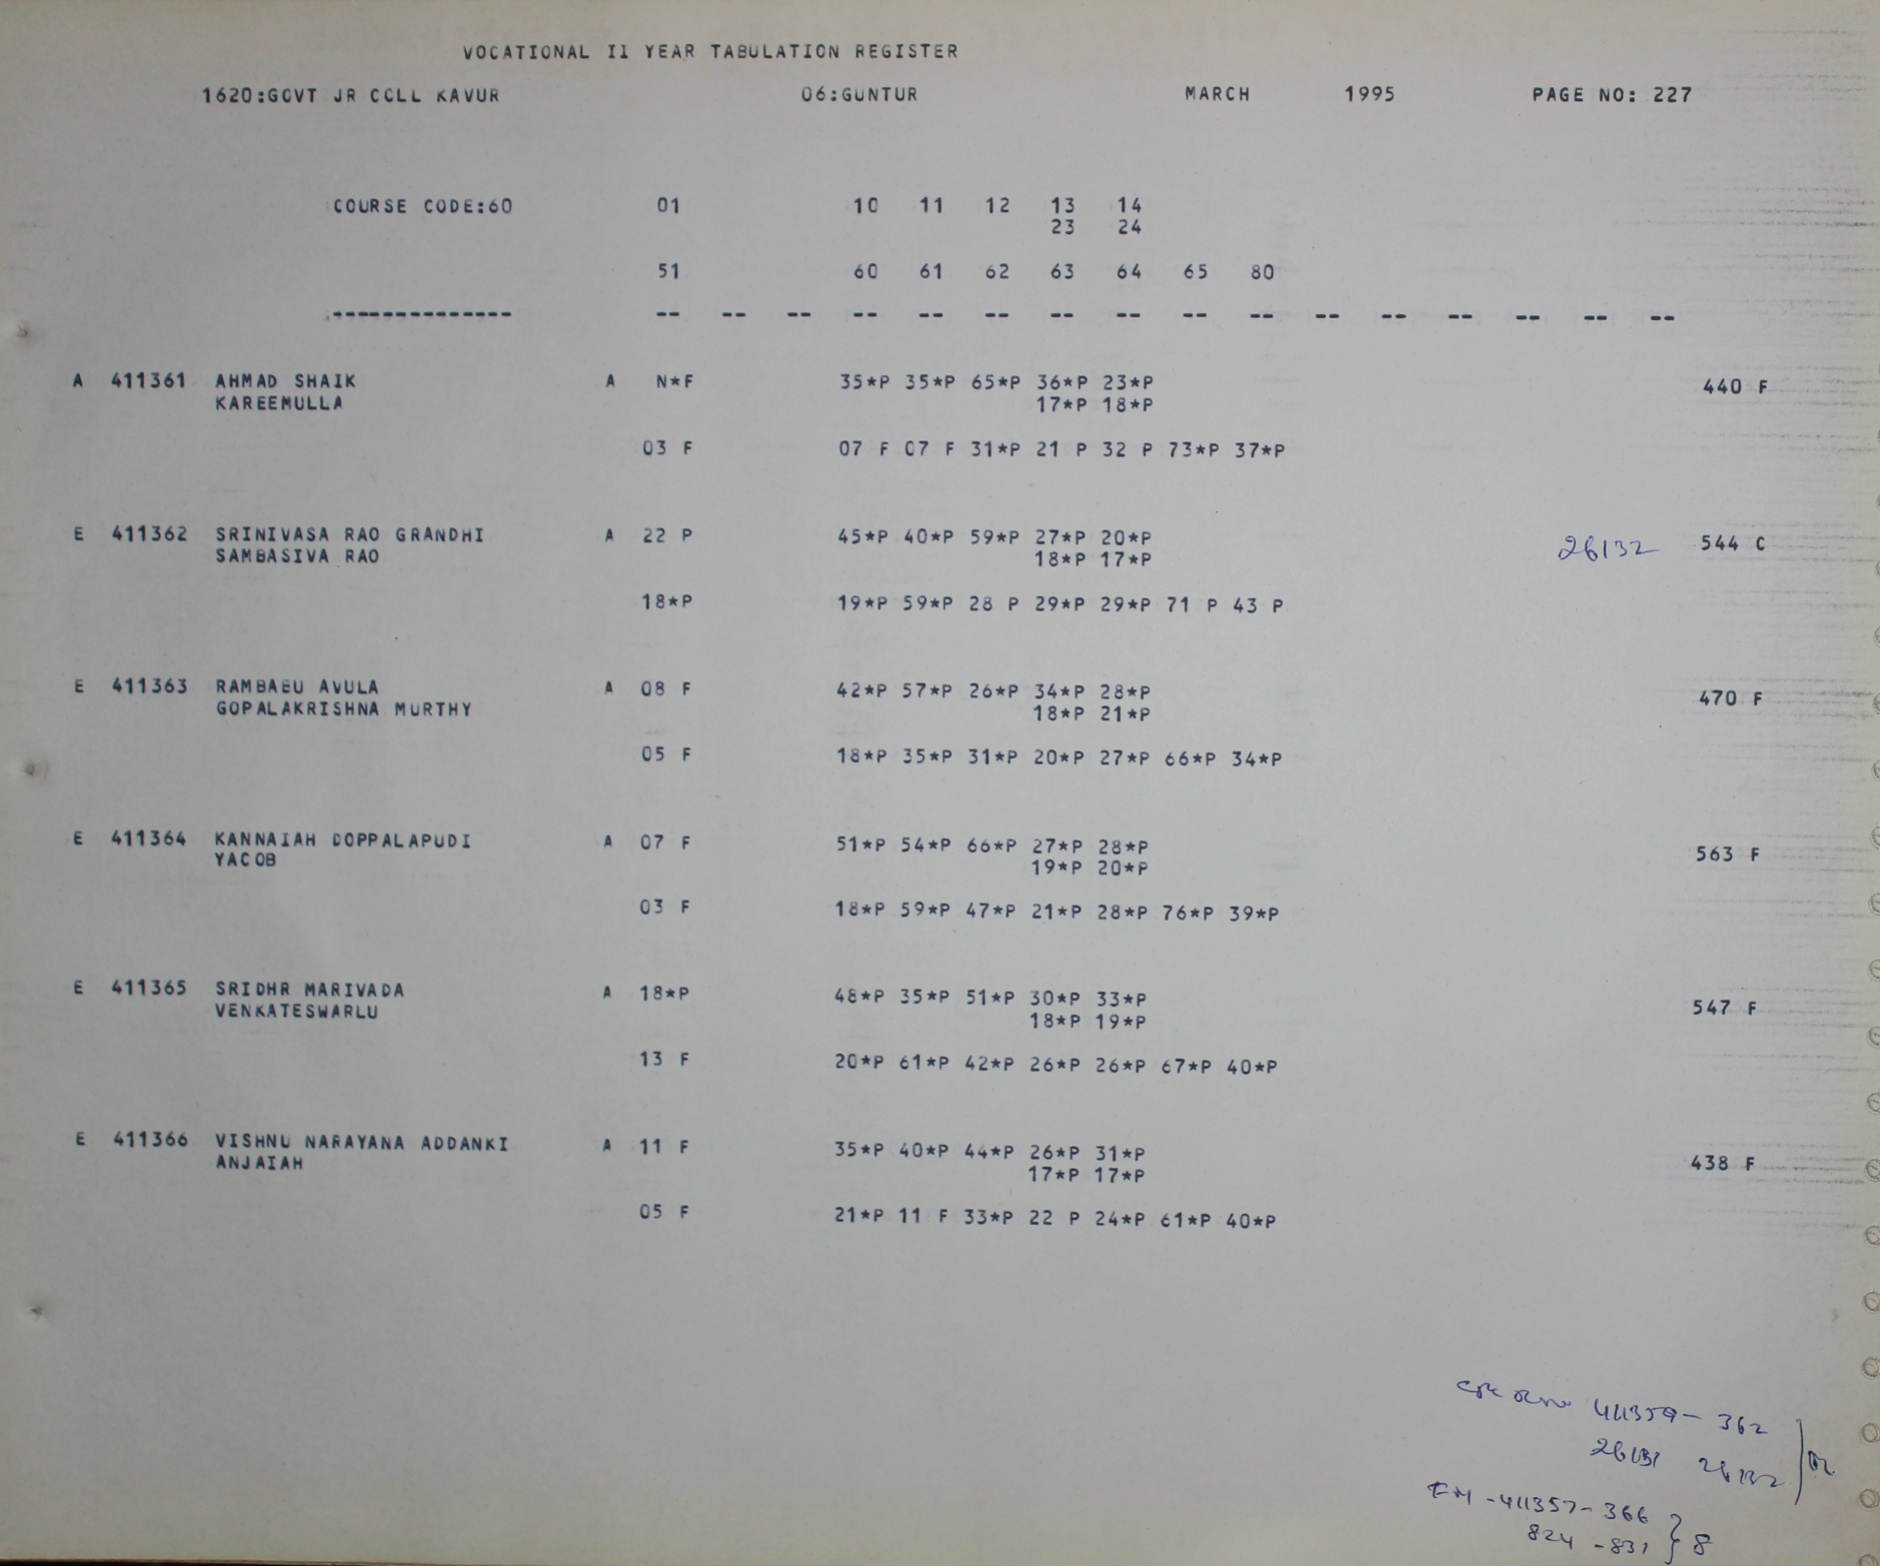 VOCATIONAL II YEAR TABULATION REGISTER
1620:GOVT JR COLL KAVUR 06:GUNTUR MARCH 1995 PAGE NO: 227
COURSE CODE:60 01 10 11 12 13 14
23 24
51 60 61 62 63 64 65 80
-------------- -- -- -- -- -- -- -- -- -- -- -- -- -- -- -- --
A 411361 AHMAD SHAIK A N*F 35*P 35*P 65*P 36*P 23*P 440 F
KAREEMULLA 17*P 18*P
03 F 07 F 07 F 31*P 21 P 32 P 73*P 37*P
E 411362 SRINIVASA RAO GRANDHI A 22 P 45*P 40*P 59*P 27*P 20*P 26132 544 C
SAMBASIVA RAO 18*P 17*P
18*P 19*P 59*P 28 P 29*P 29*P 71 P 43 P
E 411363 RAMBABU AVULA A 08 F 42*P 57*P 26*P 34*P 28*P 470 F
GOPALAKRISHNA MURTHY 18*P 21*P
05 F 18*P 35*P 31*P 20*P 27*P 66*P 34*P
E 411364 KANNAIAH DOPPALAPUDI A 07 F 51*P 54*P 66*P 27*P 28*P 563 F
YACOB 19*P 20*P
03 F 18*P 59*P 47*P 21*P 28*P 76*P 39*P
E 411365 SRIDHR MARIVADA A 18*P 48*P 35*P 51*P 30*P 33*P 547 F
VENKATESWARLU 18*P 19*P
13 F 20*P 61*P 42*P 26*P 26*P 67*P 40*P
E 411366 VISHNU NARAYANA ADDANKI A 11 F 35*P 40*P 44*P 26*P 31*P 438 F
ANJAIAH 17*P 17*P
05 F 21*P 11 F 33*P 22 P 24*P 61*P 40*P
411359 - 362
26131 26132
FM - 411357 - 366
824 - 831 } 8